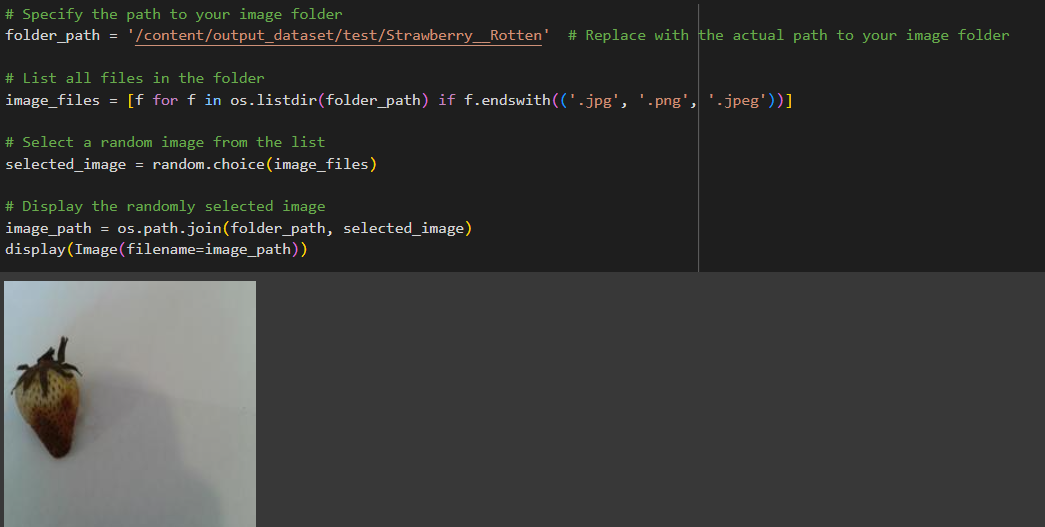 # Specify the path to your image folder
folder_path = '/content/output_dataset/test/Strawberry__Rotten'  # Replace with the actual path to your image folder
# List all files in the folder
image_files = [f for f in os.listdir(folder_path) if f.endswith(('.jpg', '.png', '.jpeg'))]
# Select a random image from the list
selected_image = random.choice(image_files)
# Display the randomly selected image
image_path = os.path.join(folder_path, selected_image)
display(Image(filename=image_path))